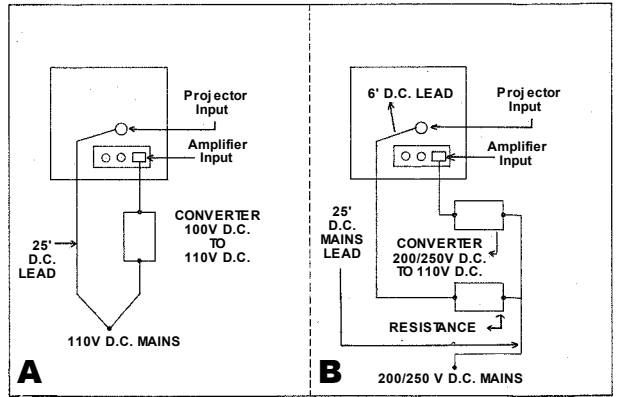 Projector
Input
Amplifier
Input
25'
D.C.
LEAD
CONVERTER
100V D.C.
TO
110V D.C.
110V D.C. MAINS
A
6' D.C. LEAD
Projector
Input
Amplifier
Input
25'
D.C.
MAINS
LEAD
CONVERTER
200/250V D.C.
TO 110V D.C.
RESISTANCE
200/250 V D.C. MAINS
B